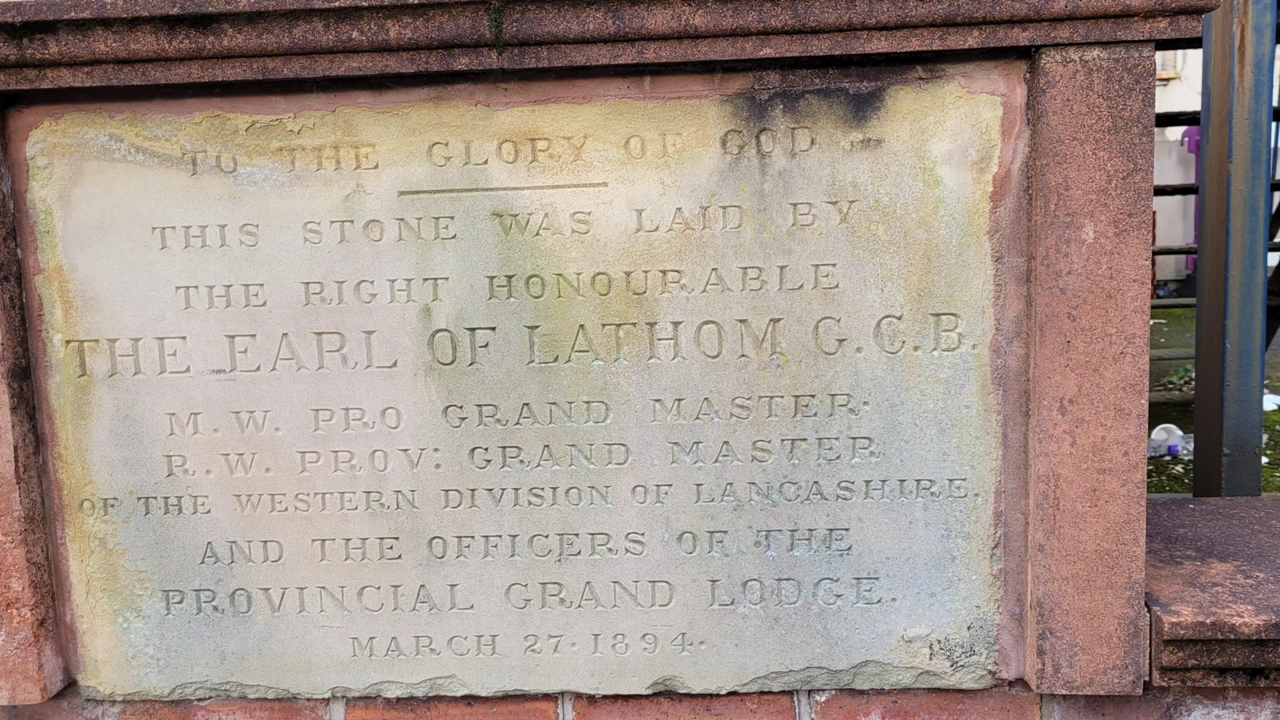 TO THE GLORY OF GOD
THIS STONE WAS LAID BY
THE RIGHT HONOURABLE
THE EARL OF LATHOM G.C.B.
M.W. PRO GRAND MASTER.
R.W. PROV: GRAND MASTER
OF THE WESTERN DIVISION OF LANCASHIRE,
AND THE OFFICERS OF THE
PROVINCIAL GRAND LODGE.
MARCH 27. 1894.